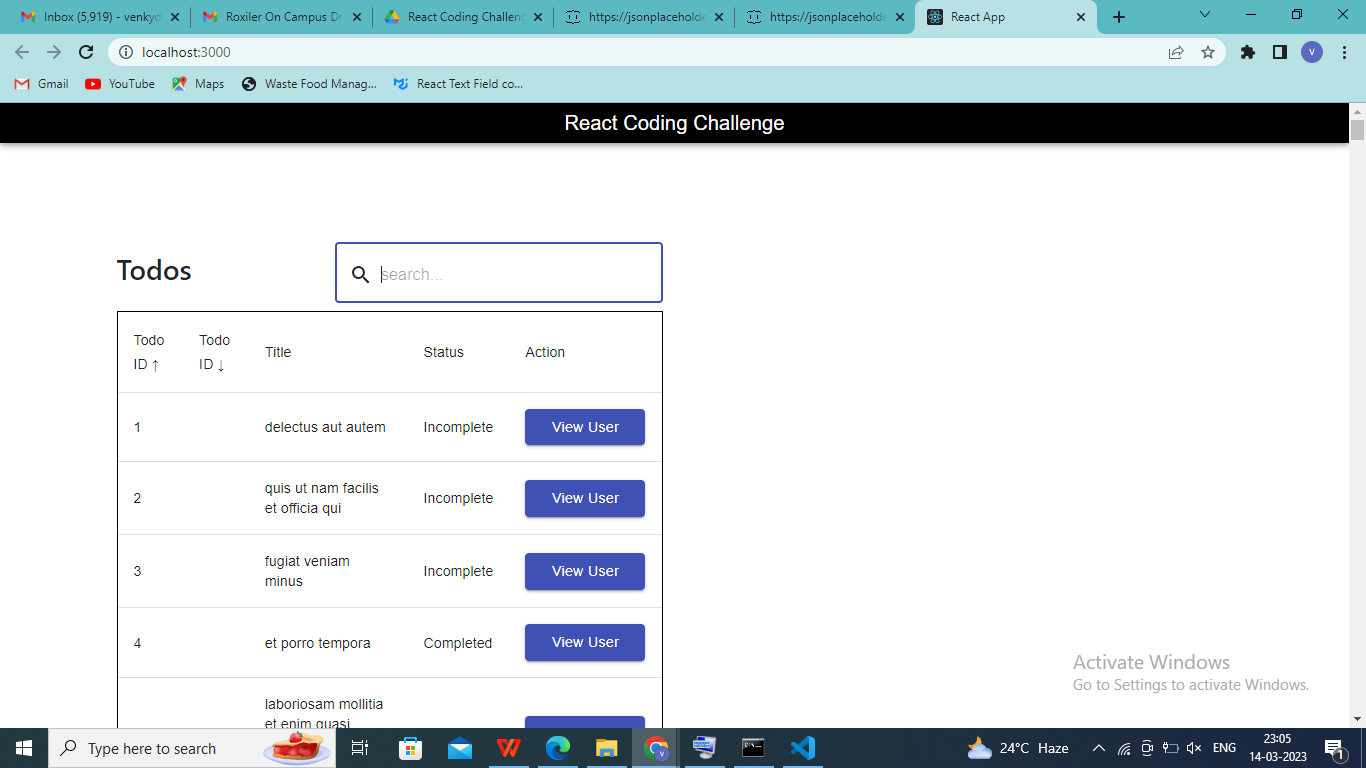 Inbox (5,919) - venkyd
Roxiler On Campus Dr
React Coding Challeng
https://jsonplaceholde
https://jsonplaceholde
React App
localhost:3000
V
Gmail
YouTube
Maps
Waste Food Manag...
React Text Field co...
React Coding Challenge
Todos
search...
Todo ID ↑
Todo ID ↓
Title
Status
Action
1
delectus aut autem
Incomplete
View User
2
quis ut nam facilis
et officia qui
Incomplete
View User
3
fugiat veniam
minus
Incomplete
View User
4
et porro tempora
Completed
View User
laboriosam mollitia
et enim quasi
Activate Windows
Go to Settings to activate Windows.
Type here to search
24°C Haze
ENG
23:05
14-03-2023
1